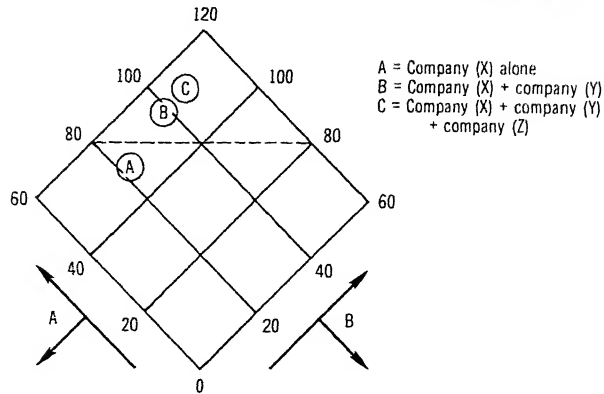 120
100
C
100
B
80
80
A
60
60
40
40
A
20
20
B
0
A = Company (X) alone
B = Company (X) + company (Y)
C = Company (X) + company (Y)
+ company (Z)